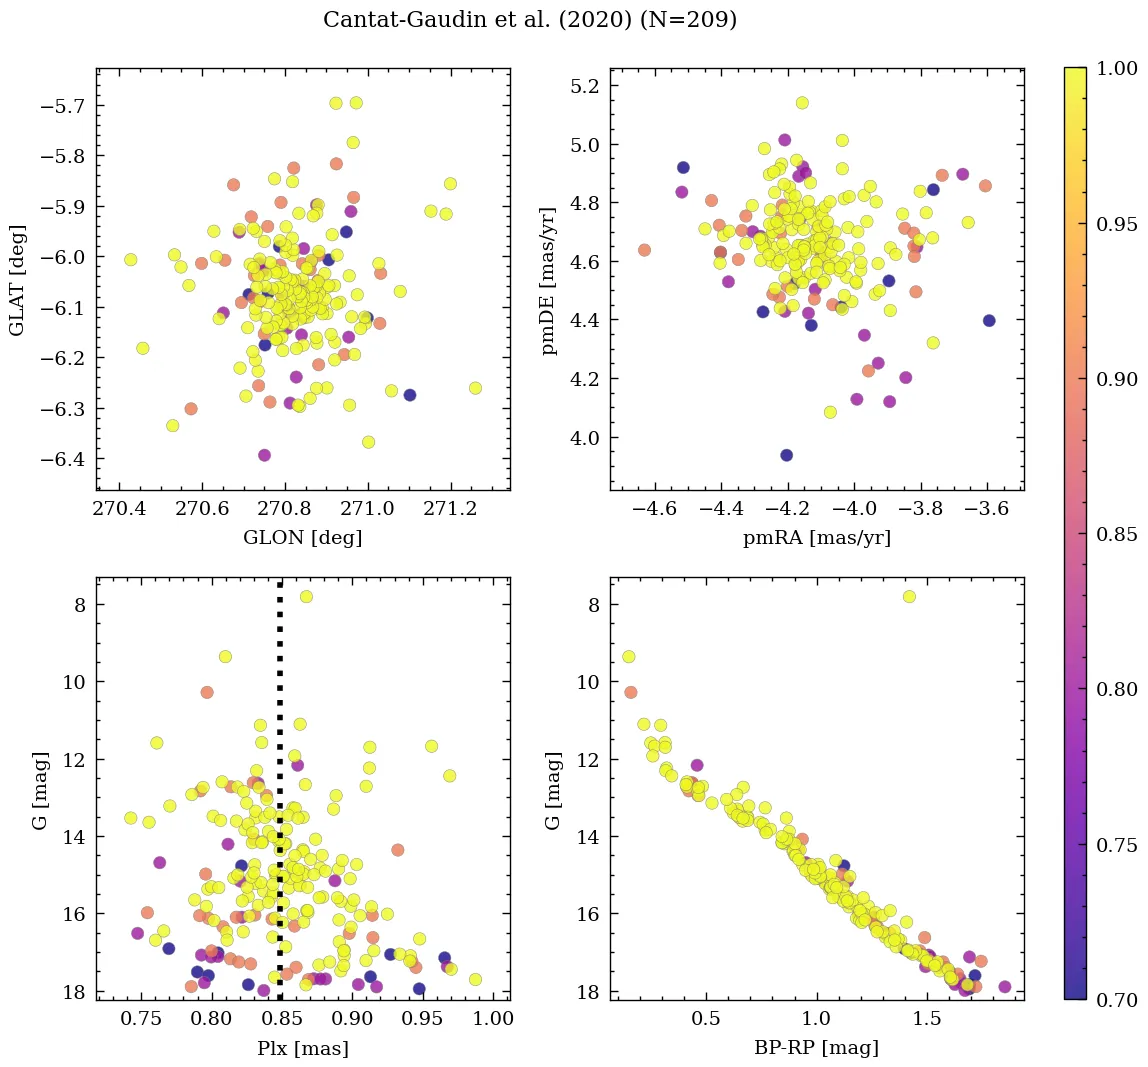 Cantat-Gaudin et al. (2020) (N=209)
−5.7
−5.8
−5.9
−6.0
−6.1
−6.2
−6.3
−6.4
GLAT [deg]
270.4 270.6 270.8 271.0 271.2
GLON [deg]
5.2
5.0
4.8
4.6
4.4
4.2
4.0
pmDE [mas/yr]
−4.6 −4.4 −4.2 −4.0 −3.8 −3.6
pmRA [mas/yr]
8
10
12
14
16
18
G [mag]
0.75 0.80 0.85 0.90 0.95 1.00
Plx [mas]
8
10
12
14
16
18
G [mag]
0.5 1.0 1.5
BP-RP [mag]
1.00
0.95
0.90
0.85
0.80
0.75
0.70